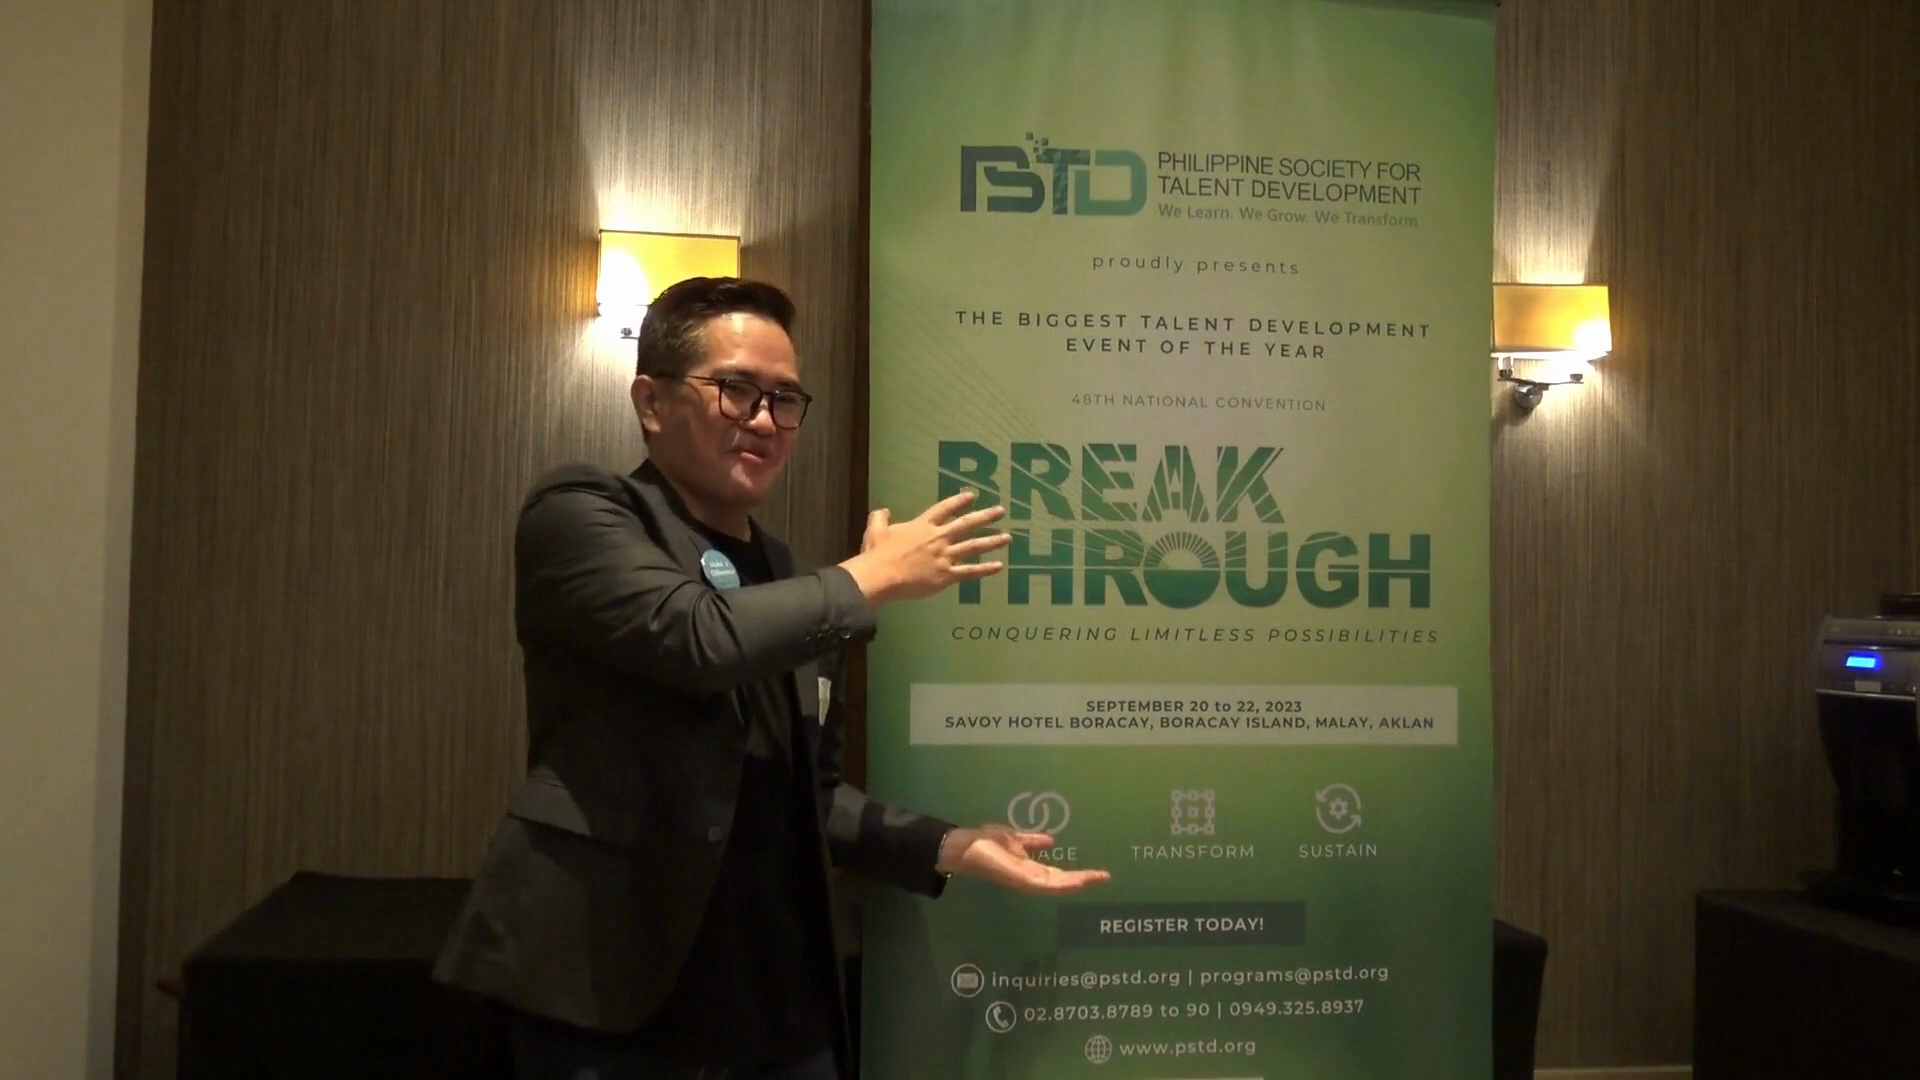 PSTD
PHILIPPINE SOCIETY FOR
TALENT DEVELOPMENT
We Learn. We Grow. We Transform.
proudly presents
THE BIGGEST TALENT DEVELOPMENT
EVENT OF THE YEAR
48TH NATIONAL CONVENTION
BREAK
THROUGH
CONQUERING LIMITLESS POSSIBILITIES
SEPTEMBER 20 to 22, 2023
SAVOY HOTEL BORACAY, BORACAY ISLAND, MALAY, AKLAN
TRANSFORM
SUSTAIN
REGISTER TODAY!
inquiries@pstd.org | programs@pstd.org
02.8703.8789 to 90 | 0949.325.8937
www.pstd.org